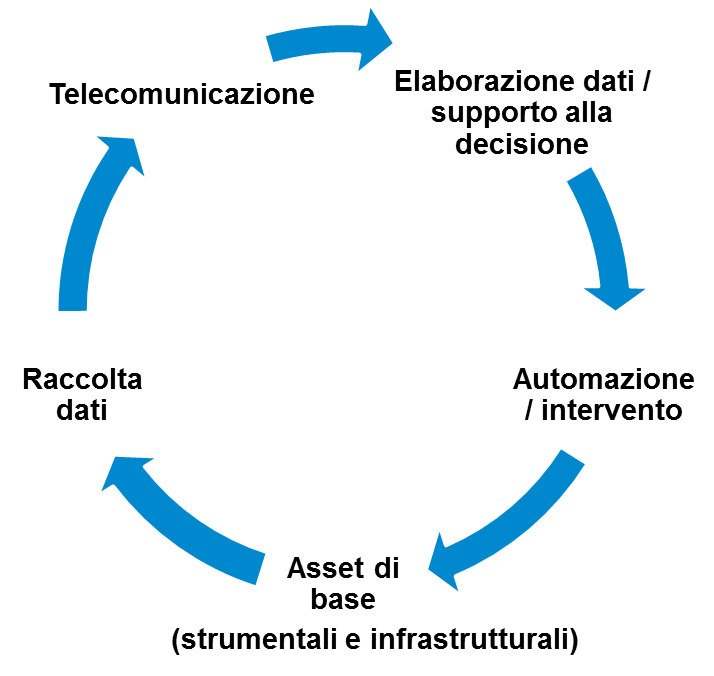 Telecomunicazione
Elaborazione dati /
supporto alla
decisione
Automazione
/ intervento
Asset di
base
(strumentali e infrastrutturali)
Raccolta
dati